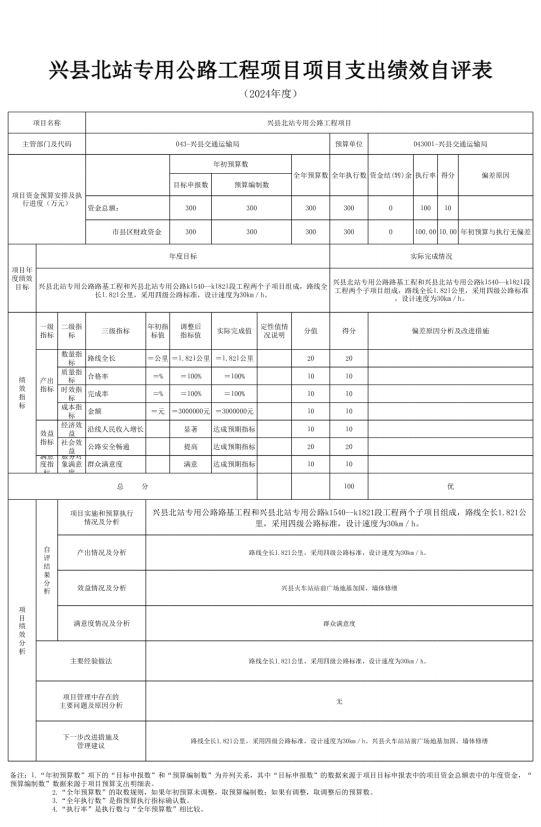 兴县北站专用公路工程项目项目支出绩效自评表
（2024年度）
项目名称 兴县北站专用公路工程项目
主管部门及代码 043-兴县交通运输局 预算单位 043001-兴县交通运输局
项目资金预算安排及执行进度（万元） 年初预算数 全年预算数 全年执行数 资金结(转)余 执行率 得分 偏差原因
目标申报数 预算编制数
资金总额： 300 300 300 300 0 100 10
市县区财政资金 300 300 300 300 0 100.00 10.00 年初预算与执行无偏差
项目年度绩效目标 年度目标 实际完成情况
兴县北站专用公路路基工程和兴县北站专用公路k1540--k1821段工程两个子项目组成，路线全长1.821公里，采用四级公路标准，设计速度为30km/h。
兴县北站专用公路路基工程和兴县北站专用公路k1540--k1821段工程两个子项目组成，路线全长1.821公里，采用四级公路标准，设计速度为30km/h。
绩效指标 一级指标 二级指标 三级指标 年初指标值 调整后指标值 实际完成值 定性值情况说明 分值 得分 偏差原因分析及改进措施
产出指标 数量指标 路线全长 =公里 =1.821公里 =1.821公里 20 20
质量指标 合格率 =% =100% =100% 10 10
时效指标 完成率 =% =100% =100% 10 10
成本指标 金额 =元 =3000000元 =3000000元 10 10
效益指标 经济效益 沿线人民收入增长 显著 达成预期指标 10 10
社会效益 公路安全畅通 提高 达成预期指标 20 20
满意度指标 服务对象满意度 群众满意度 满意 达成预期指标 10 10
总 分 100 优
项目绩效分析 自评结果分析 项目实施和预算执行情况及分析 兴县北站专用公路路基工程和兴县北站专用公路k1540--k1821段工程两个子项目组成，路线全长1.821公里，采用四级公路标准，设计速度为30km/h。
产出情况及分析 路线全长1.821公里，采用四级公路标准，设计速度为30km/h。
效益情况及分析 兴县火车站站前广场地基加固，墙体修缮
满意度情况及分析 群众满意度
主要经验做法 路线全长1.821公里，采用四级公路标准，设计速度为30km/h。
项目管理中存在的主要问题及原因分析 无
下一步改进措施及管理建议 路线全长1.821公里，采用四级公路标准，设计速度为30km/h。兴县火车站站前广场地基加固，墙体修缮
备注：1.“年初预算数”项下的“目标申报数”和“预算编制数”为并列关系，其中“目标申报数”的数据来源于项目目标申报表中的项目资金总额表中的年度资金，“
预算编制数”数据来源于项目预算支出明细表。
2.“全年预算数”的取数规则，如果年初预算未调整，取预算编制数；如果有调整，取调整后的预算数。
3.“全年执行数”是指预算执行指标确认数。
4.“执行率”是执行数与“全年预算数”相比较。